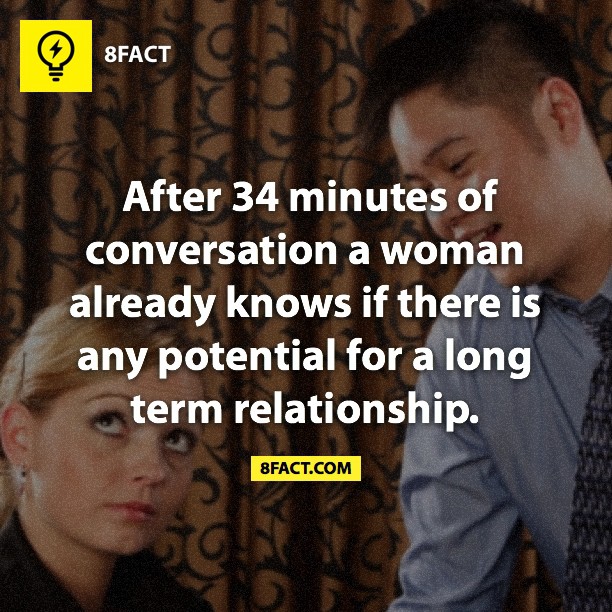 8FACT
After 34 minutes of
conversation a woman
already knows if there is
any potential for a long
term relationship.
8FACT.COM